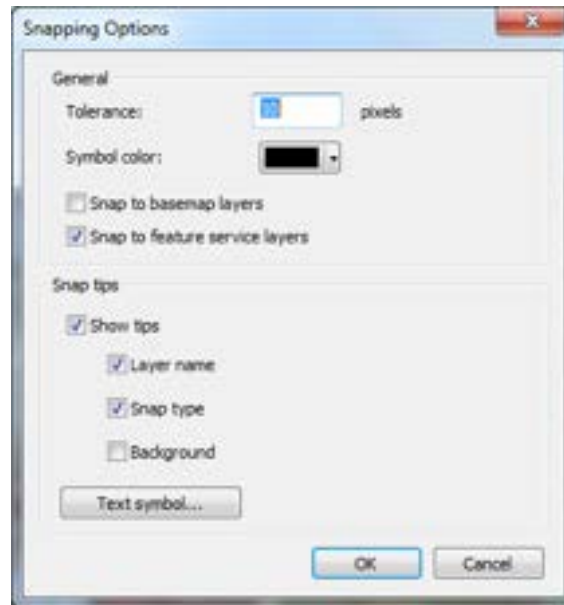 Snapping Options
General
Tolerance: 10 pixels
Symbol color:
Snap to basemap layers
Snap to feature service layers
Snap tips
Show tips
Layer name
Snap type
Background
Text symbol...
OK Cancel